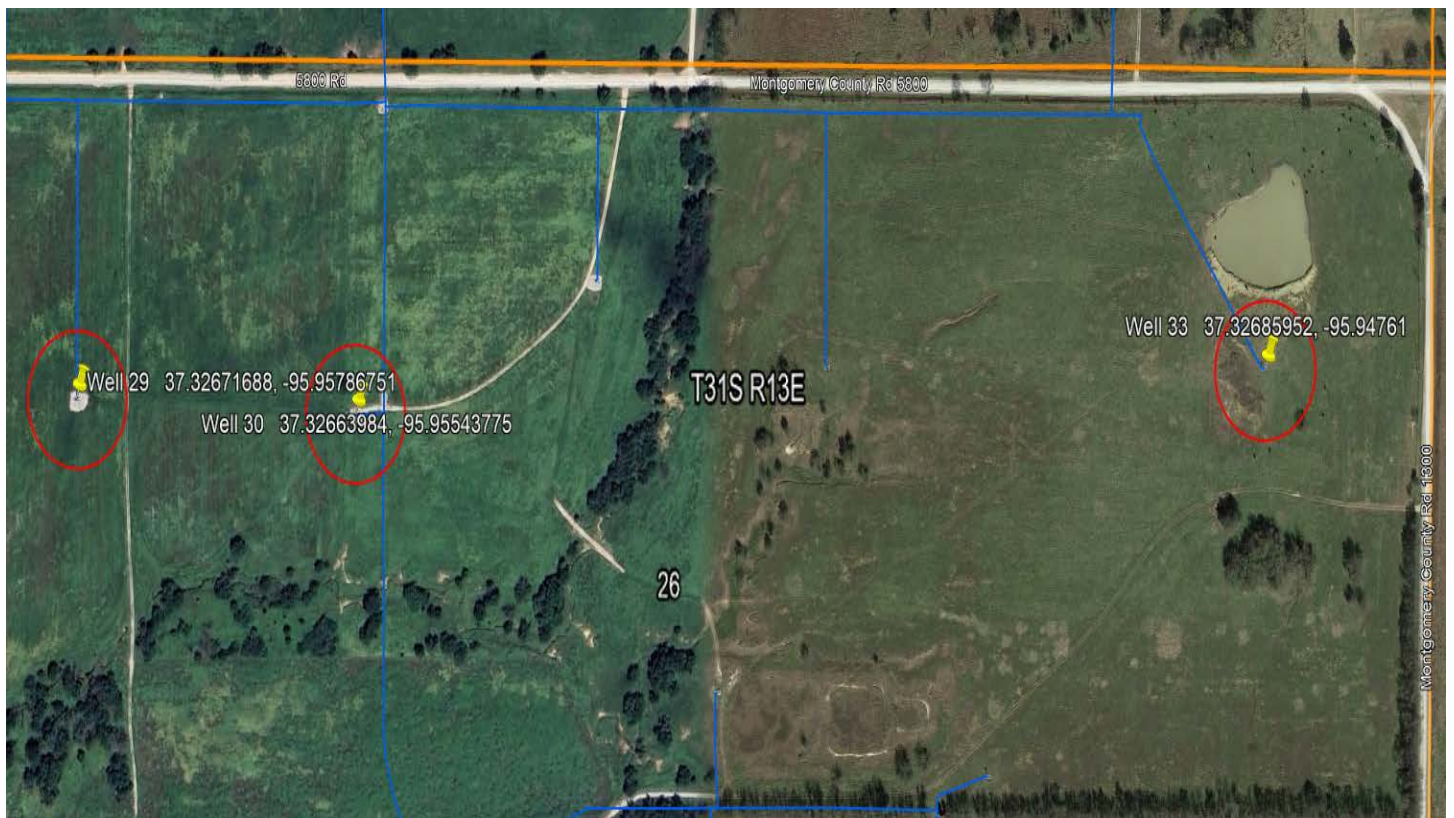 5800 Rd
Montgomery County Rd 5800
Well 33 37.32685952, -95.94761
Well 29 37.32671688, -95.95786751
T31S R13E
Well 30 37.32663984, -95.95543775
Montgomery County Rd 1300
26